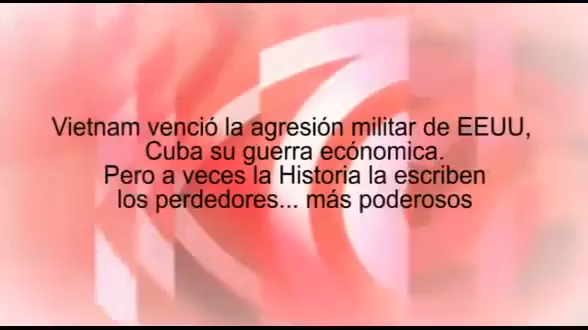 Vietnam venció la agresión militar de EEUU,
Cuba su guerra ecónomica.
Pero a veces la Historia la escriben
los perdedores... más poderosos